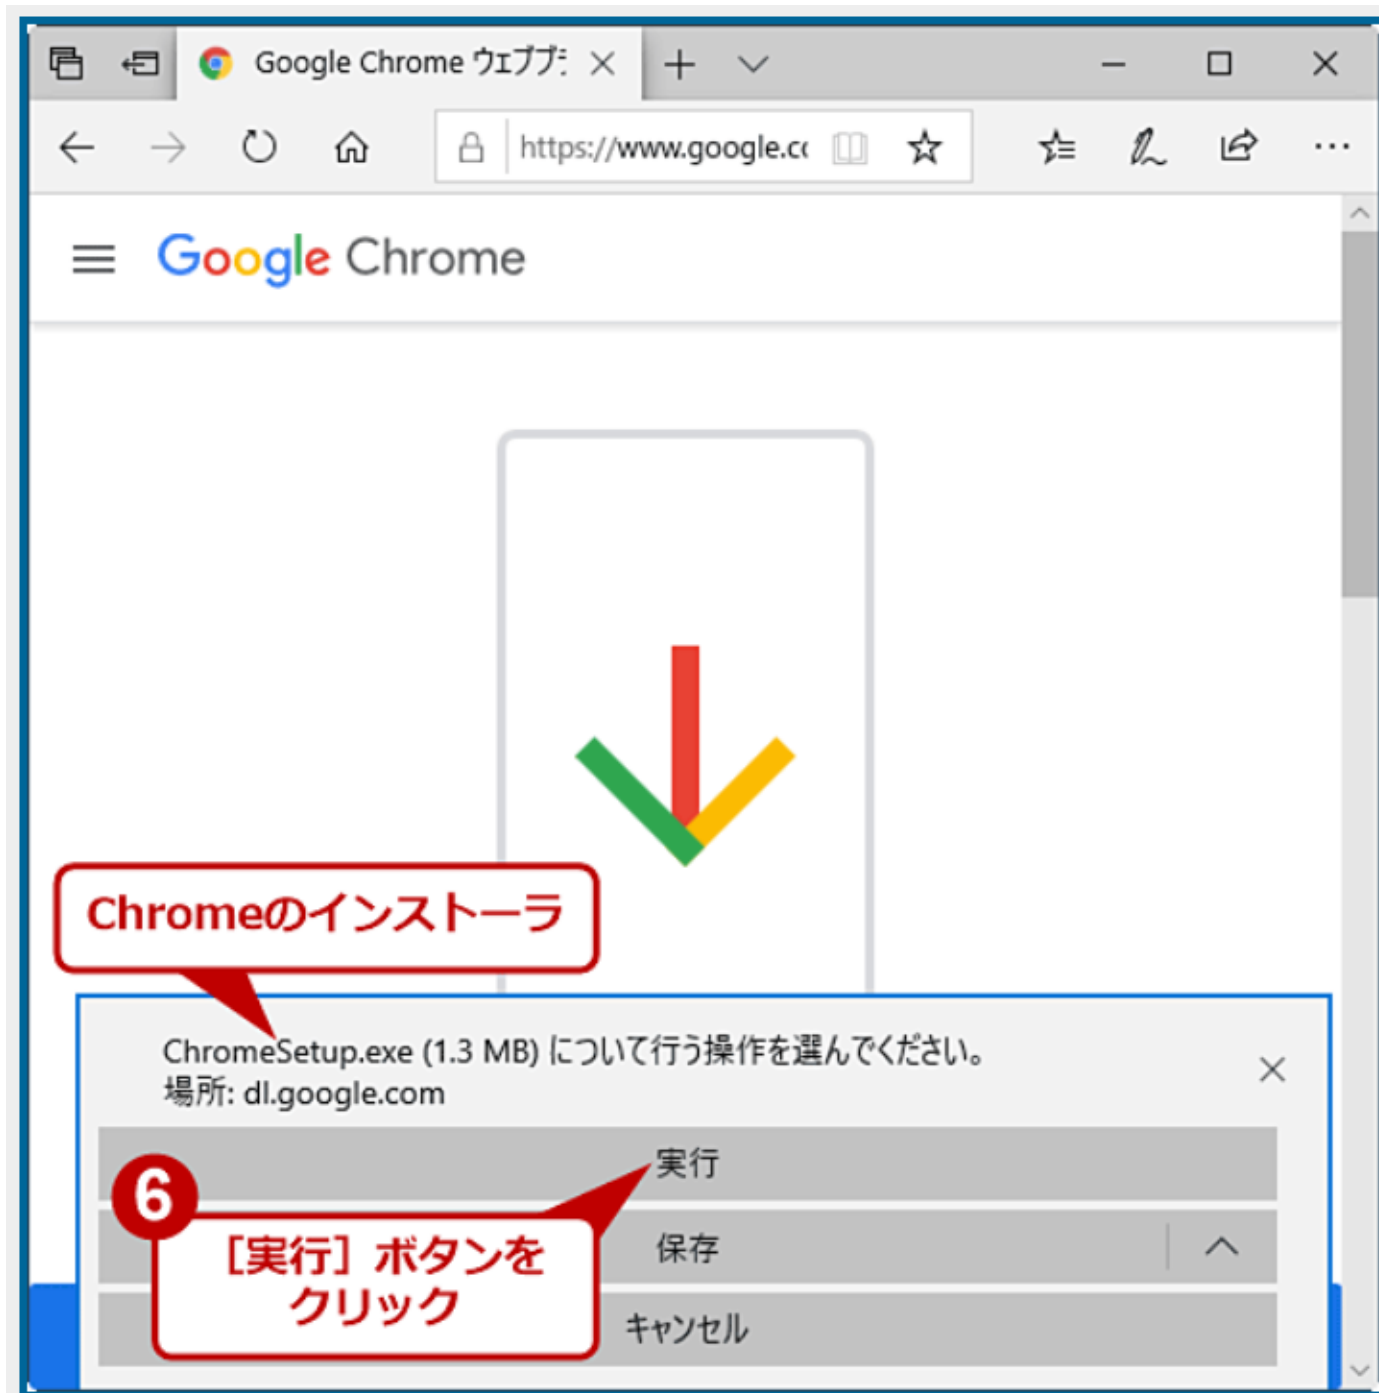 Google Chrome ウェブブラ
https://www.google.co
Google Chrome
Chromeのインストーラ
ChromeSetup.exe (1.3 MB) について行う操作を選んでください。
場所: dl.google.com
実行
6
［実行］ボタンを
クリック
保存
キャンセル